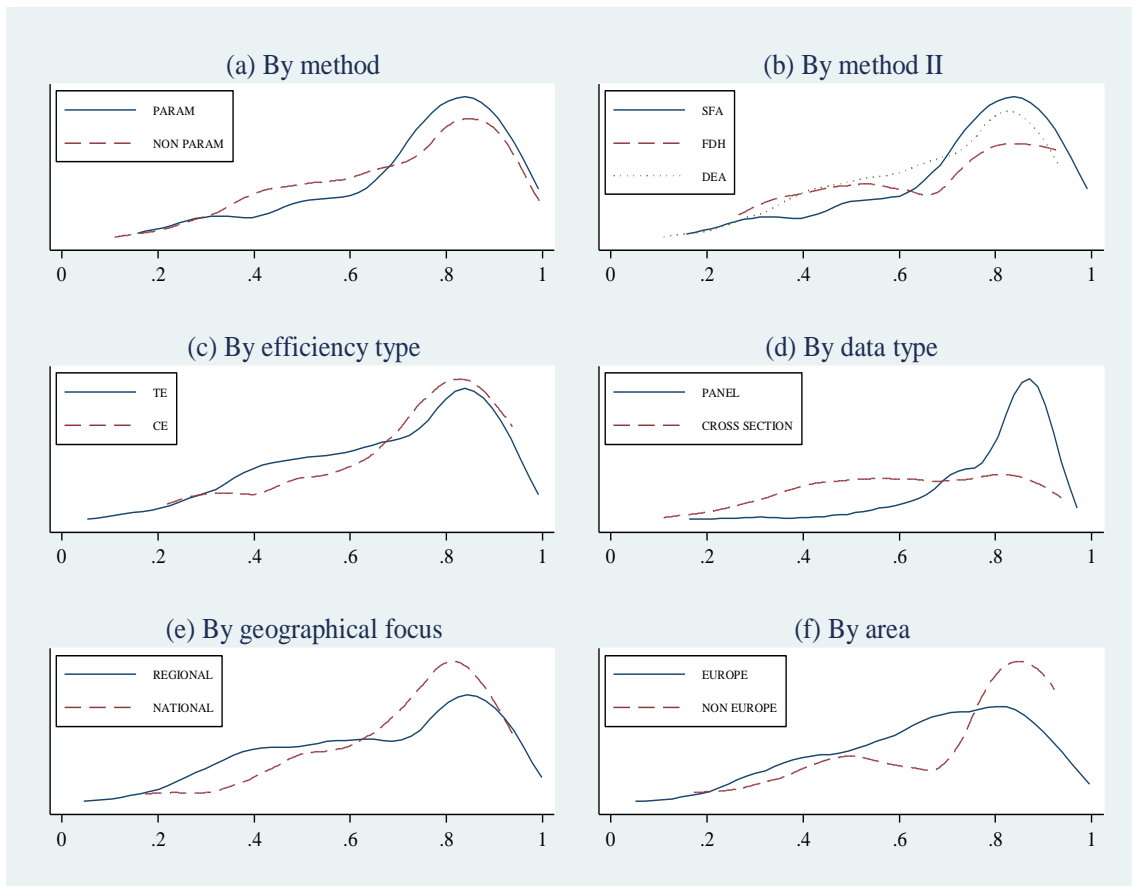 (a) By method
PARAM
NON PARAM
0 .2 .4 .6 .8 1
(b) By method II
SFA
FDH
DEA
0 .2 .4 .6 .8 1
(c) By efficiency type
TE
CE
0 .2 .4 .6 .8 1
(d) By data type
PANEL
CROSS SECTION
0 .2 .4 .6 .8 1
(e) By geographical focus
REGIONAL
NATIONAL
0 .2 .4 .6 .8 1
(f) By area
EUROPE
NON EUROPE
0 .2 .4 .6 .8 1